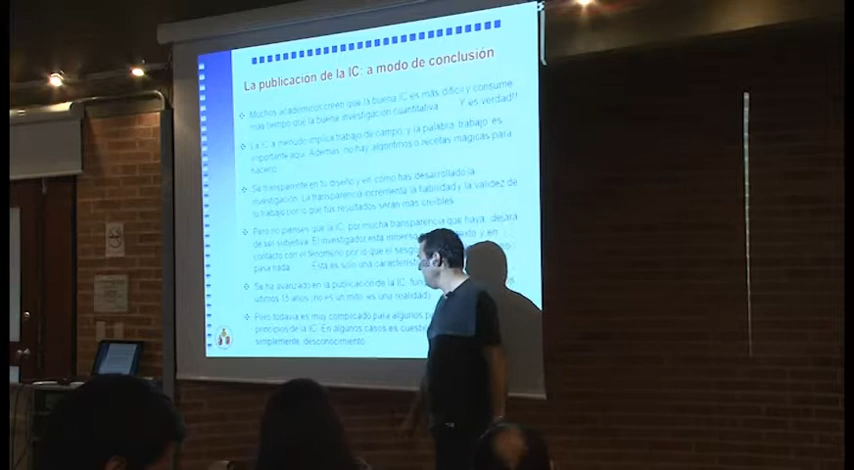 La publicación de la IC: a modo de conclusión
Muchos académicos creen que la buena IC es más difícil y consume
más tiempo que la buena investigación cuantitativa Y es verdad!!
La IC a menudo implica trabajo de campo, y la palabra trabajo es
importante aquí. Además, no hay algoritmos o recetas mágicas para
hacerlo
Se transparente en tu diseño y en como has desarrollado la
investigación. La transparencia incrementa la fiabilidad y la validez de
tu trabajo por lo que tus resultados serán más creíbles
Pero no pienses que la IC, por mucha transparencia que haya, dejará
de ser subjetiva. El investigador está inmerso y en
contacto con el fenómeno por lo que el sesgo
pasa nada. Esta es sólo una característica
Se ha avanzado en la publicación de la IC,
últimos 15 años ¡no es un mito, es una realidad!
Pero todavía es muy complicado para algunos
principios de la IC. En algunos casos es
simplemente, desconocimiento